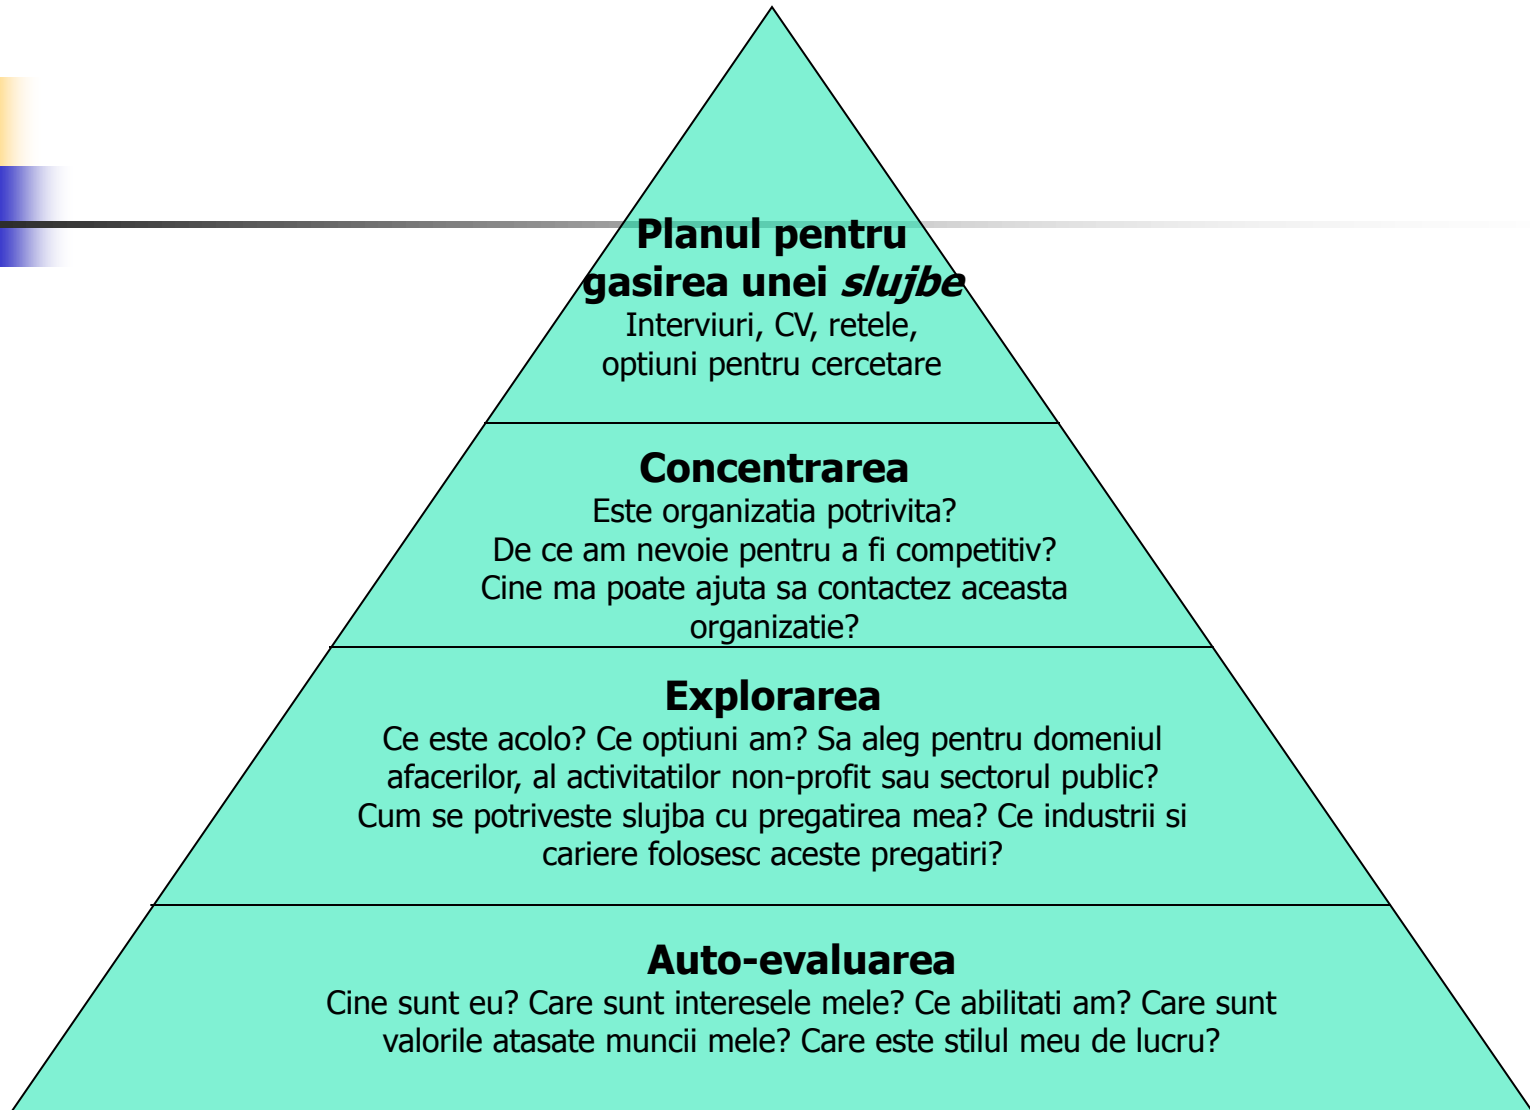 Planul pentru
gasirea unei slujbe
Interviuri, CV, retele,
optiuni pentru cercetare
Concentrarea
Este organizatia potrivita?
De ce am nevoie pentru a fi competitiv?
Cine ma poate ajuta sa contactez aceasta
organizatie?
Explorarea
Ce este acolo? Ce optiuni am? Sa aleg pentru domeniul
afacerilor, al activitatilor non-profit sau sectorul public?
Cum se potriveste slujba cu pregatirea mea? Ce industrii si
cariere folosesc aceste pregatiri?
Auto-evaluarea
Cine sunt eu? Care sunt interesele mele? Ce abilitati am? Care sunt
valorile atasate muncii mele? Care este stilul meu de lucru?